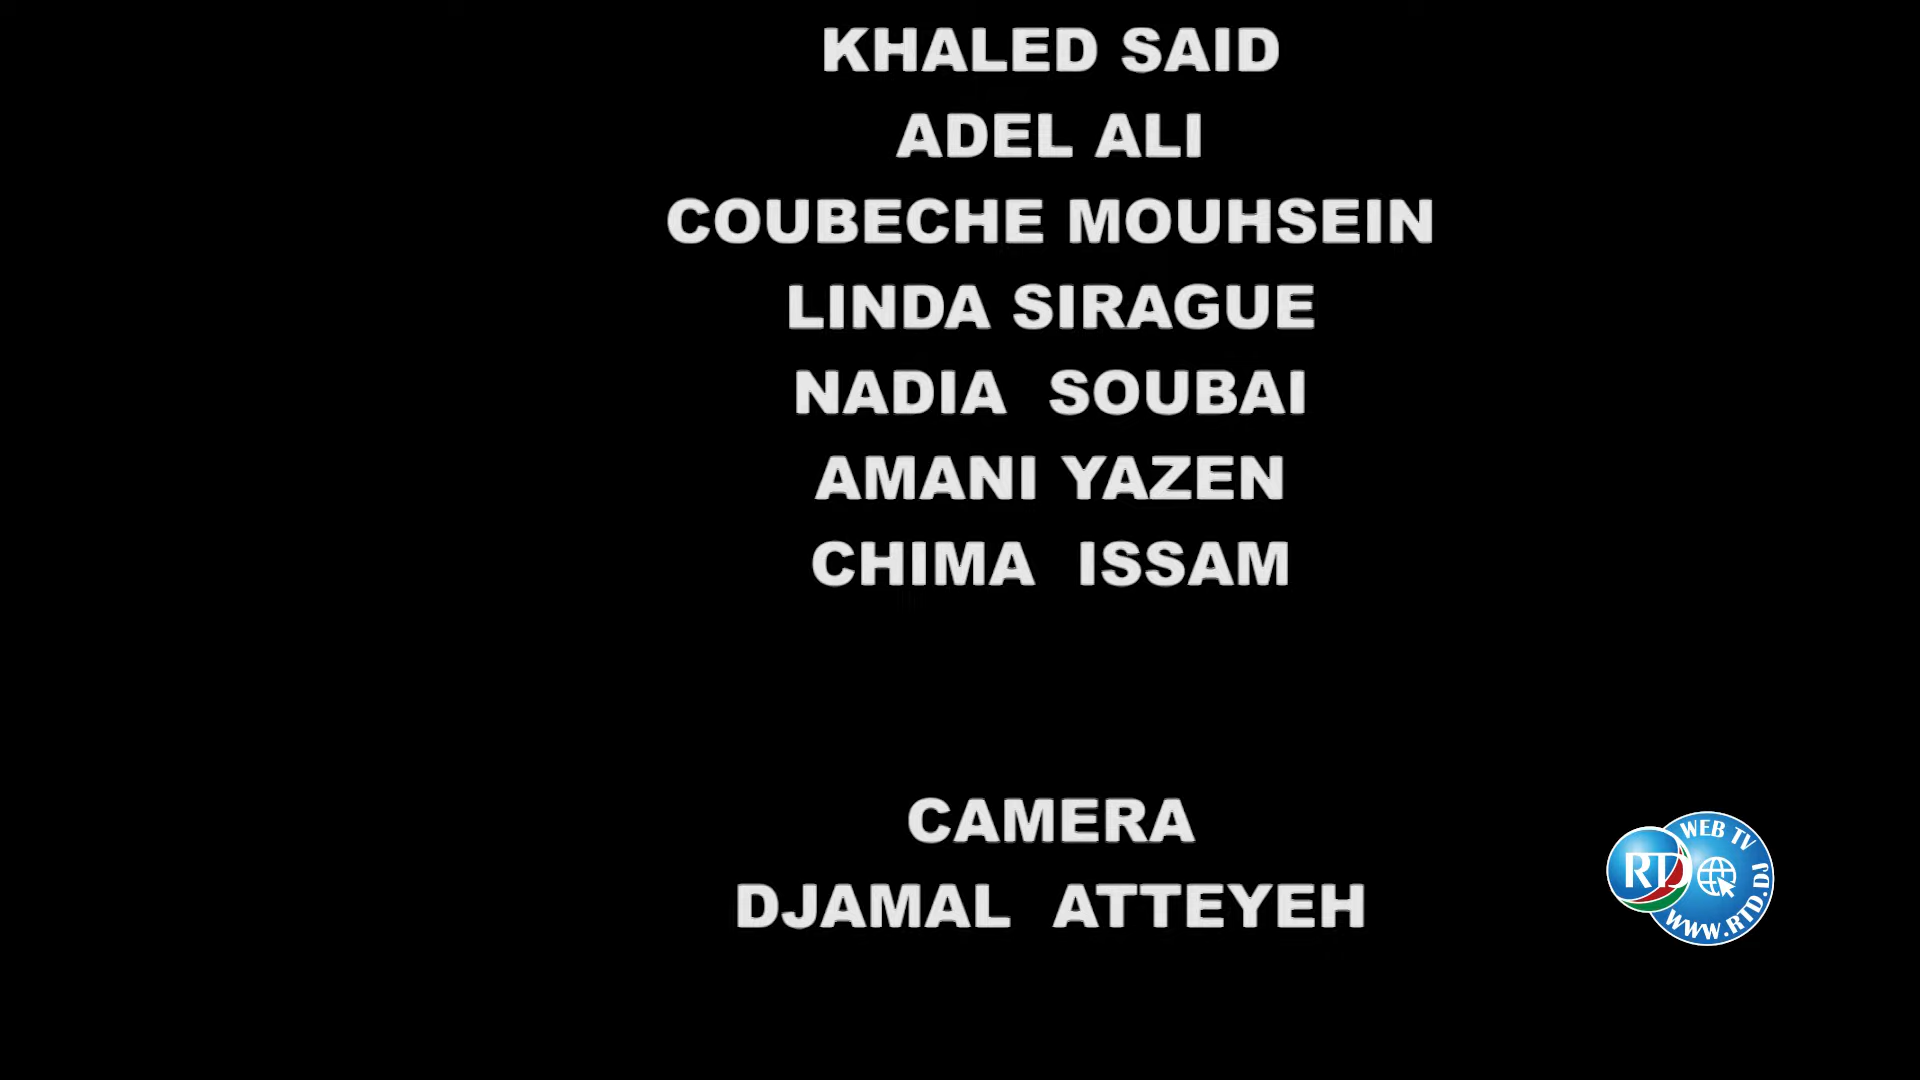 KHALED SAID
ADEL ALI
COUBECHE MOUHSEIN
LINDA SIRAGUE
NADIA SOUBAI
AMANI YAZEN
CHIMA ISSAM
CAMERA
DJAMAL ATTEYEH
WEB TV
RTD
WWW.RTD.DJ